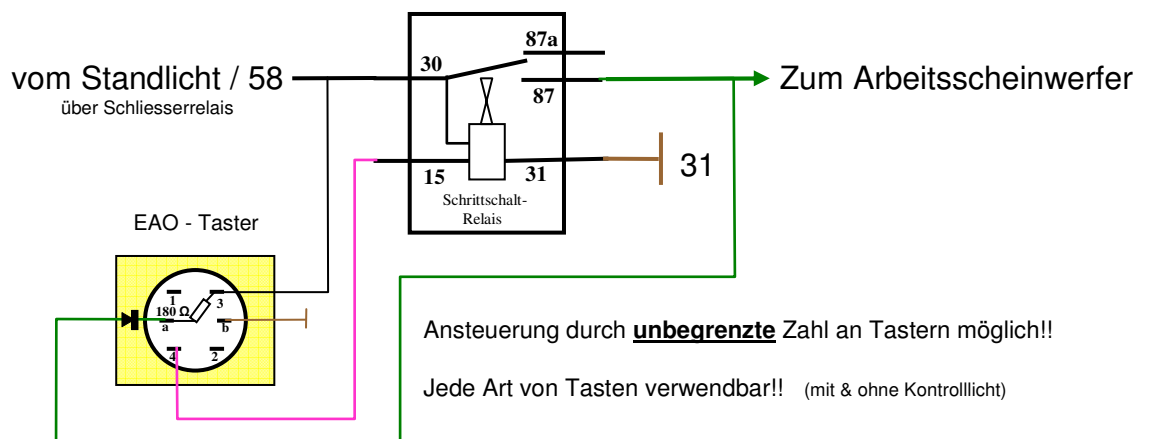 87a
vom Standlicht / 58
30
Zum Arbeitsscheinwerfer
über Schliesserrelais
87
15
31
31
Schrittschalt-
Relais
EAO - Taster
1
3
180 Ω
a
b
4
2
Ansteuerung durch unbegrenzte Zahl an Tastern möglich!!
Jede Art von Tasten verwendbar!! (mit & ohne Kontrolllicht)